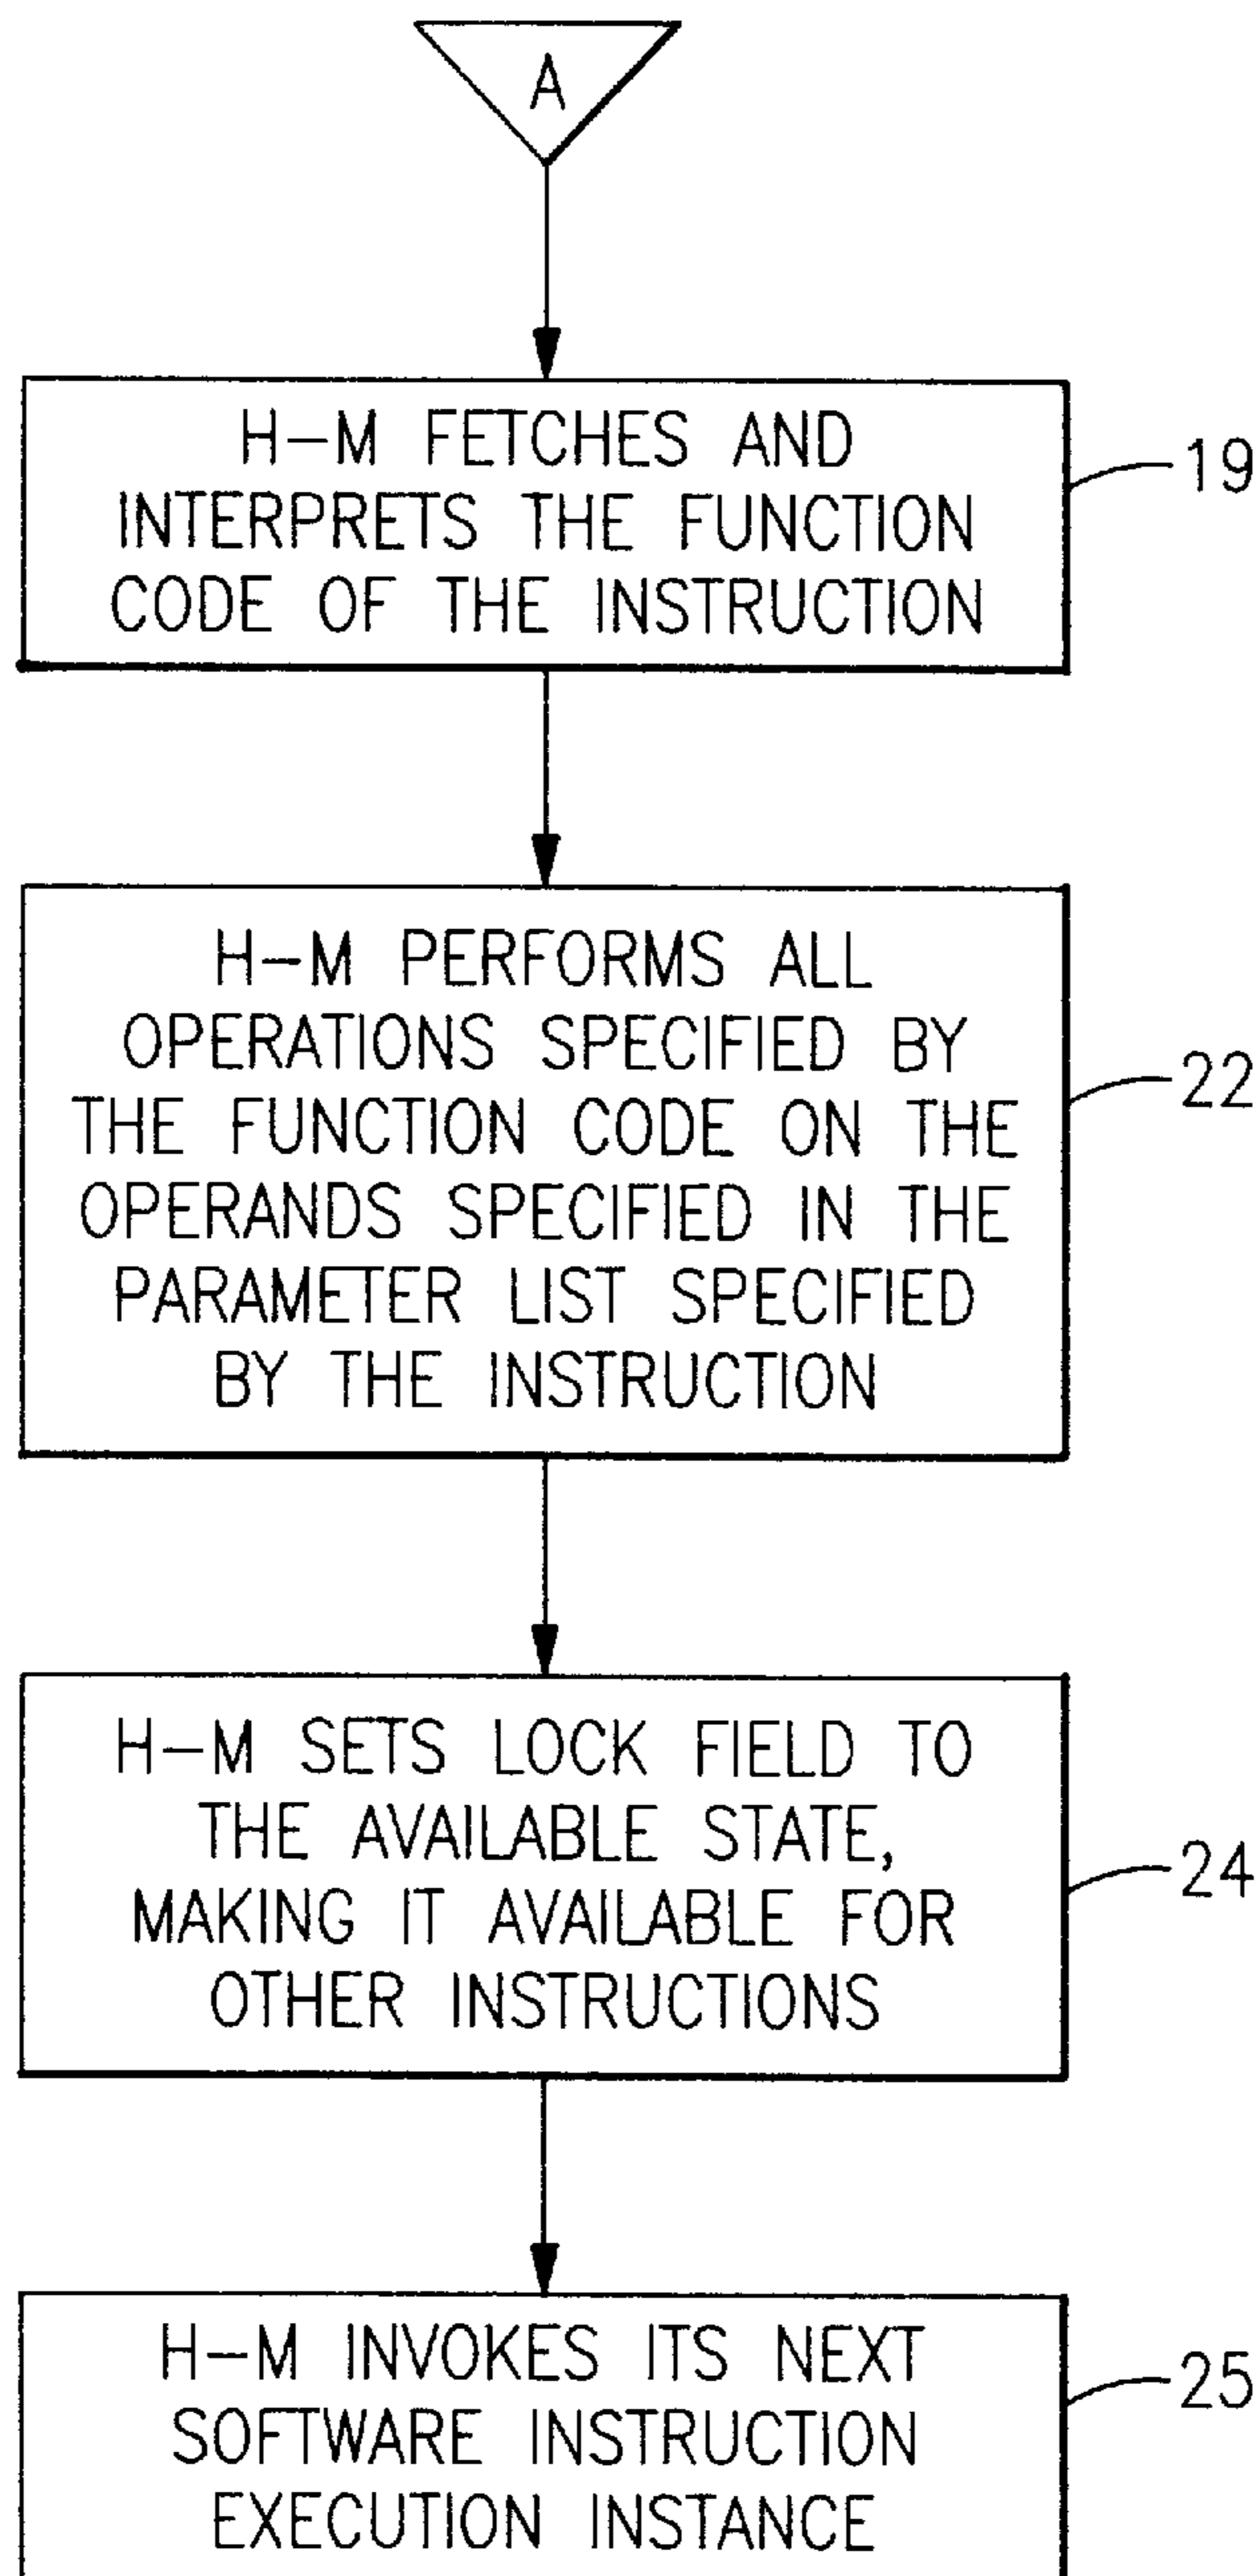 A
H-M FETCHES AND
INTERPRETS THE FUNCTION
CODE OF THE INSTRUCTION
19
H-M PERFORMS ALL
OPERATIONS SPECIFIED BY
THE FUNCTION CODE ON THE
OPERANDS SPECIFIED IN THE
PARAMETER LIST SPECIFIED
BY THE INSTRUCTION
22
H-M SETS LOCK FIELD TO
THE AVAILABLE STATE,
MAKING IT AVAILABLE FOR
OTHER INSTRUCTIONS
24
H-M INVOKES ITS NEXT
SOFTWARE INSTRUCTION
EXECUTION INSTANCE
25